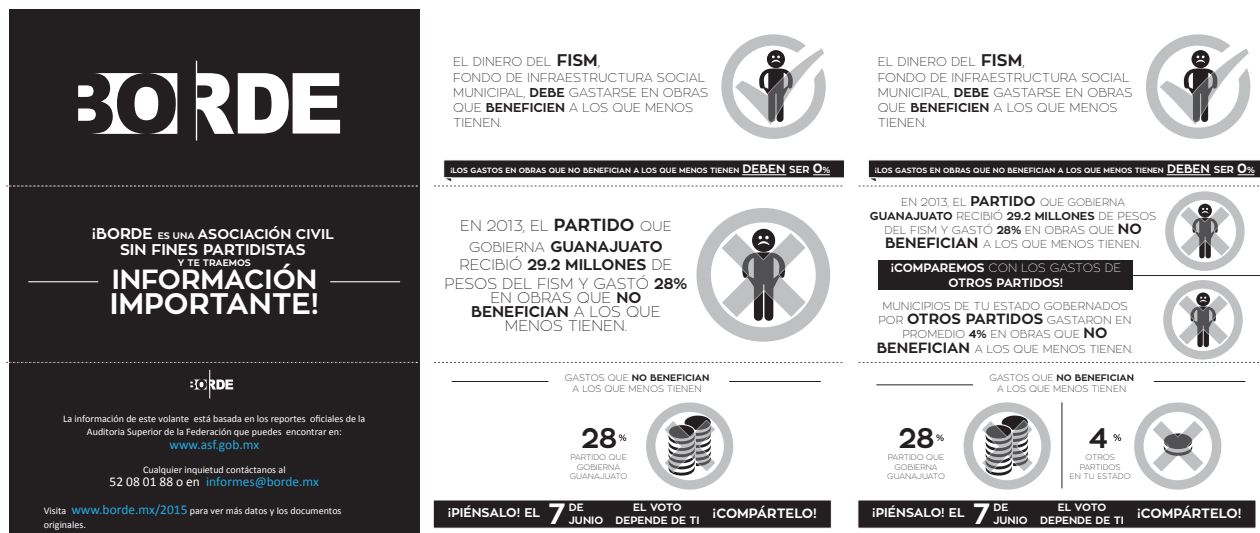 BORDE
¡BORDE ES UNA ASOCIACIÓN CIVIL
SIN FINES PARTIDISTAS
Y TE TRAEMOS
INFORMACIÓN
IMPORTANTE!
BORDE
La información de este volante está basada en los reportes oficiales de la
Auditoria Superior de la Federación que puedes encontrar en:
www.asf.gob.mx
Cualquier inquietud contáctanos al
52 08 01 88 o en informes@borde.mx
Visita www.borde.mx/2015 para ver más datos y los documentos
originales.
EL DINERO DEL FISM,
FONDO DE INFRAESTRUCTURA SOCIAL
MUNICIPAL, DEBE GASTARSE EN OBRAS
QUE BENEFICIEN A LOS QUE MENOS
TIENEN.
¡LOS GASTOS EN OBRAS QUE NO BENEFICIAN A LOS QUE MENOS TIENEN DEBEN SER 0%
EN 2013, EL PARTIDO QUE
GOBIERNA GUANAJUATO
RECIBIÓ 29.2 MILLONES DE
PESOS DEL FISM Y GASTÓ 28%
EN OBRAS QUE NO
BENEFICIAN A LOS QUE
MENOS TIENEN.
GASTOS QUE NO BENEFICIAN
A LOS QUE MENOS TIENEN
28%
PARTIDO QUE
GOBIERNA
GUANAJUATO
¡PIÉNSALO! EL 7 DE JUNIO EL VOTO DEPENDE DE TI ¡COMPÁRTELO!
EL DINERO DEL FISM,
FONDO DE INFRAESTRUCTURA SOCIAL
MUNICIPAL, DEBE GASTARSE EN OBRAS
QUE BENEFICIEN A LOS QUE MENOS
TIENEN.
¡LOS GASTOS EN OBRAS QUE NO BENEFICIAN A LOS QUE MENOS TIENEN DEBEN SER 0%
EN 2013, EL PARTIDO QUE GOBIERNA
GUANAJUATO RECIBIÓ 29.2 MILLONES DE PESOS
DEL FISM Y GASTÓ 28% EN OBRAS QUE NO
BENEFICIAN A LOS QUE MENOS TIENEN.
¡COMPAREMOS CON LOS GASTOS DE
OTROS PARTIDOS!
MUNICIPIOS DE TU ESTADO GOBERNADOS
POR OTROS PARTIDOS GASTARON EN
PROMEDIO 4% EN OBRAS QUE NO
BENEFICIAN A LOS QUE MENOS TIENEN.
GASTOS QUE NO BENEFICIAN
A LOS QUE MENOS TIENEN
28%
PARTIDO QUE
GOBIERNA
GUANAJUATO
4%
OTROS
PARTIDOS
EN TU ESTADO
¡PIÉNSALO! EL 7 DE JUNIO EL VOTO DEPENDE DE TI ¡COMPÁRTELO!